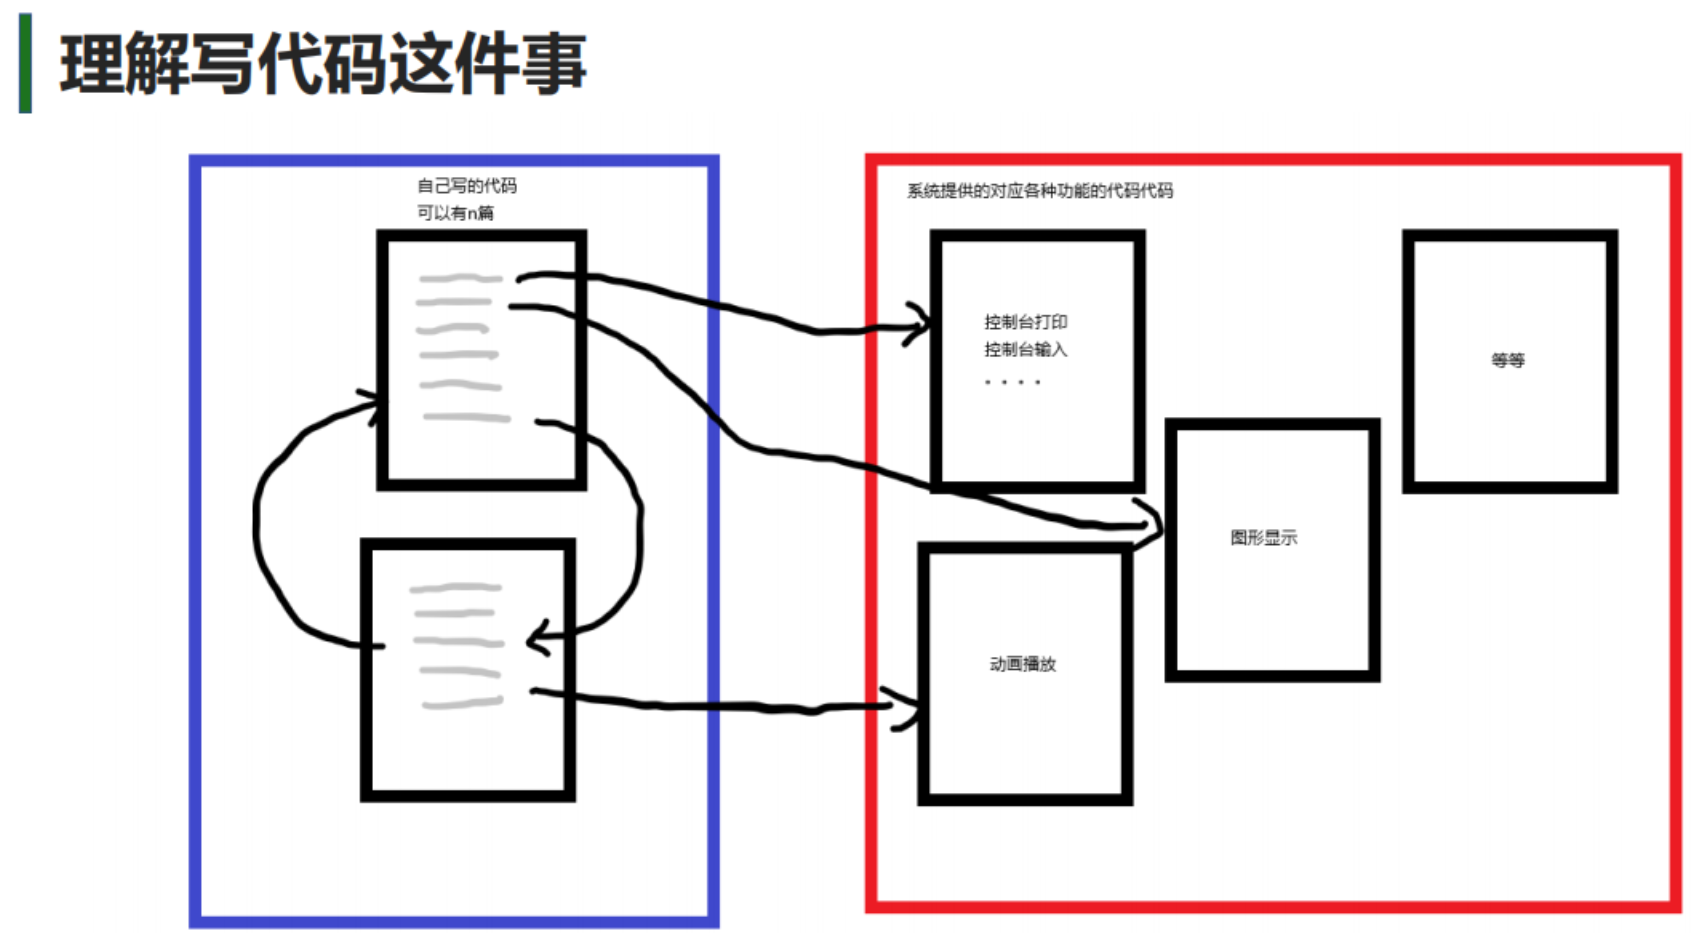 理解写代码这件事
自己写的代码
可以有n篇
系统提供的对应各种功能的代码代码
控制台打印
控制台输入
· · · ·
等等
图形显示
动画播放